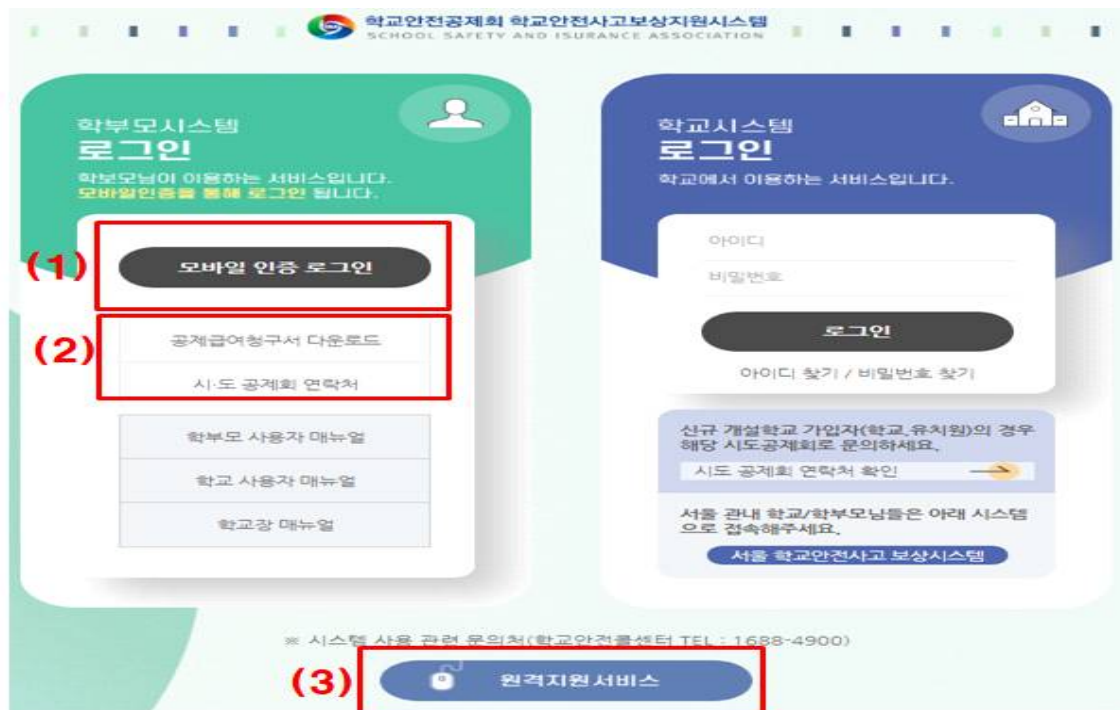 학교안전공제회 학교안전사고보상지원시스템
SCHOOL SAFETY AND ISURANCE ASSOCIATION
학부모시스템
로그인
학보모님이 이용하는 서비스입니다.
모바일인증을 통해 로그인 됩니다.
(1)
모바일 인증 로그인
(2)
공제급여청구서 다운로드
시·도 공제회 연락처
학부모 사용자 매뉴얼
학교 사용자 매뉴얼
학교장 매뉴얼
학교시스템
로그인
학교에서 이용하는 서비스입니다.
아이디
비밀번호
로그인
아이디 찾기 / 비밀번호 찾기
신규 개설학교 가입자(학교,유치원)의 경우
해당 시도공제회로 문의하세요.
시도 공제회 연락처 확인
서울 관내 학교/학부모님들은 아래 시스템
으로 접속해주세요.
서울 학교안전사고 보상시스템
※ 시스템 사용 관련 문의처(학교안전콜센터 TEL : 1688-4900)
(3)
원격지원서비스